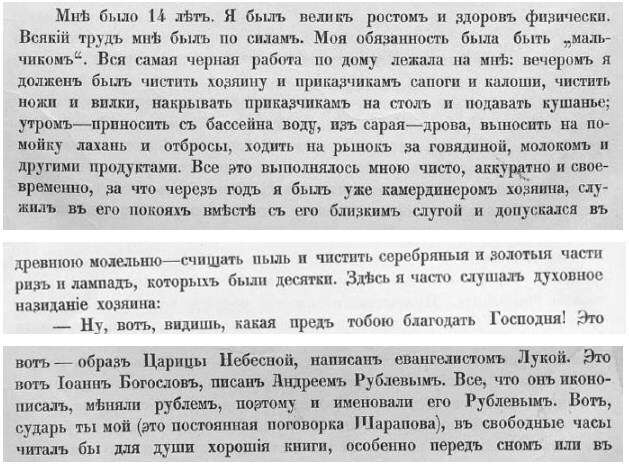 Мнѣ было 14 лѣтъ. Я былъ великъ ростомъ и здоровъ физически.
Всякій трудъ мнѣ былъ по силамъ. Моя обязанность была быть „маль-
чикомъ“. Вся самая черная работа по дому лежала на мнѣ: вечеромъ я
долженъ былъ чистить хозяину и приказчикамъ сапоги и калоши, чистить
ножи и вилки, накрывать приказчикамъ на столъ и подавать кушанье;
утромъ—приносить съ бассейна воду, изъ сарая—дрова, выносить на по-
мойку лахань и отбросы, ходить на рынокъ за говядиной, молокомъ и
другими продуктами. Все это выполнялось мною чисто, аккуратно и свое-
временно, за что черезъ годъ я былъ уже камердинеромъ хозяина, слу-
жилъ въ его покояхъ вмѣстѣ съ его близкимъ слугой и допускался въ
древнюю молельню—счищать пыль и чистить серебряныя и золотыя части
ризъ и лампадъ, которыхъ были десятки. Здѣсь я часто слушалъ духовное
назиданіе хозяина:
— Ну, вотъ, видишь, какая предъ тобою благодать Господня! Это
вотъ — образъ Царицы Небесной, написанъ евангелистомъ Лукой. Это
вотъ Іоаннъ Богословъ, писанъ Андреемъ Рублевымъ. Все, что онъ иконо-
писалъ, мѣняли рублемъ, поэтому и именовали его Рублевымъ. Вотъ,
сударь ты мой (это постоянная поговорка Шарапова), въ свободные часы
читалъ бы для души хорошія книги, особенно передъ сномъ или въ